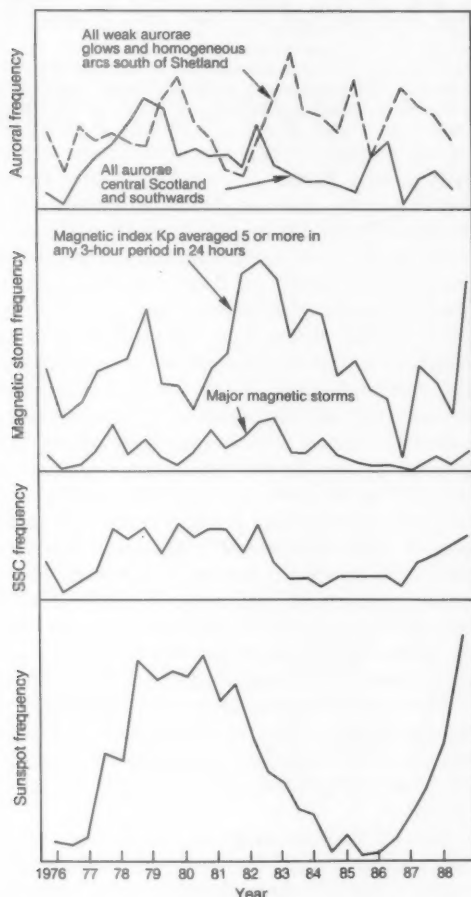 All weak aurorae
glows and homogeneous
arcs south of Shetland
Auroral frequency
All aurorae
central Scotland
and southwards
Magnetic index Kp averaged 5 or more in
any 3-hour period in 24 hours
Magnetic storm frequency
Major magnetic storms
SSC frequency
Sunspot frequency
1976 77 78 79 80 81 82 83 84 85 86 87 88
Year